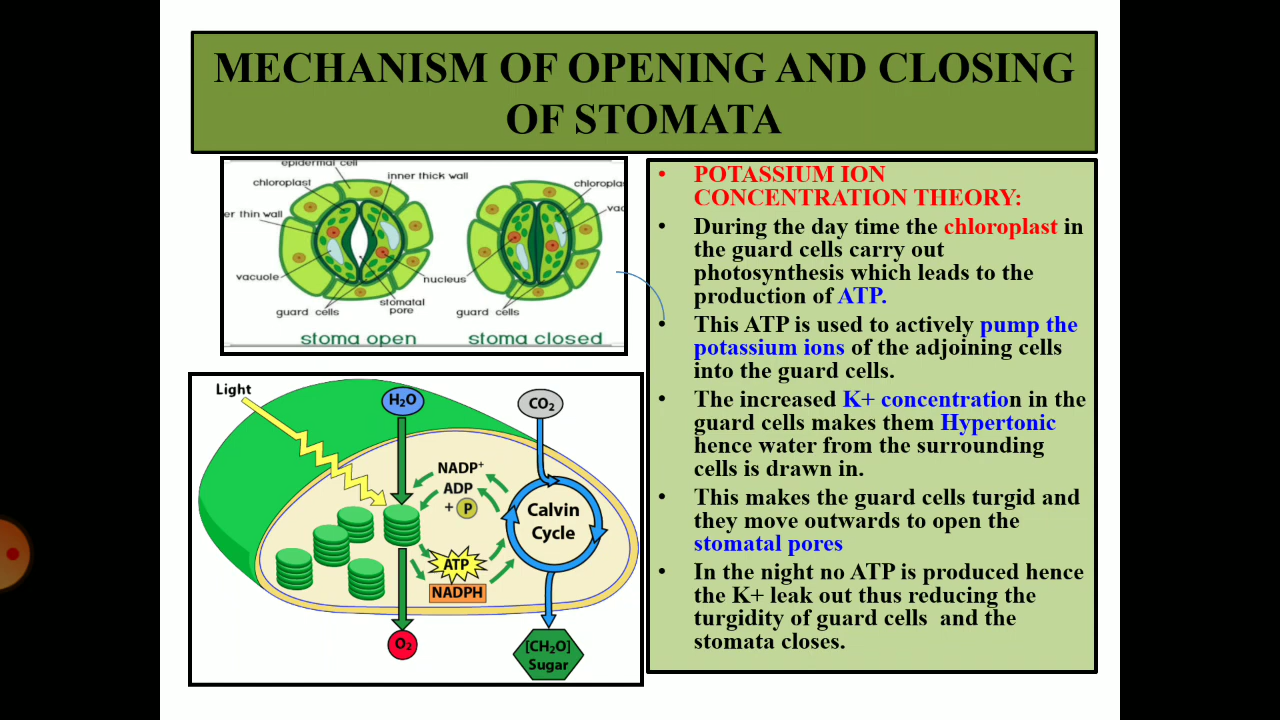 MECHANISM OF OPENING AND CLOSING
OF STOMATA
epidermal cell
chloroplast
inner thick wall
er thin wall
vacuole
nucleus
guard cells
stomatal
pore
stoma open
chloropla
vac
guard cells
stoma closed
Light
H₂O
CO₂
NADP⁺
ADP
+ P
Calvin
Cycle
ATP
NADPH
O₂
[CH₂O]
Sugar
• POTASSIUM ION
CONCENTRATION THEORY:
• During the day time the chloroplast in
the guard cells carry out
photosynthesis which leads to the
production of ATP.
• This ATP is used to actively pump the
potassium ions of the adjoining cells
into the guard cells.
• The increased K+ concentration in the
guard cells makes them Hypertonic
hence water from the surrounding
cells is drawn in.
• This makes the guard cells turgid and
they move outwards to open the
stomatal pores
• In the night no ATP is produced hence
the K+ leak out thus reducing the
turgidity of guard cells and the
stomata closes.